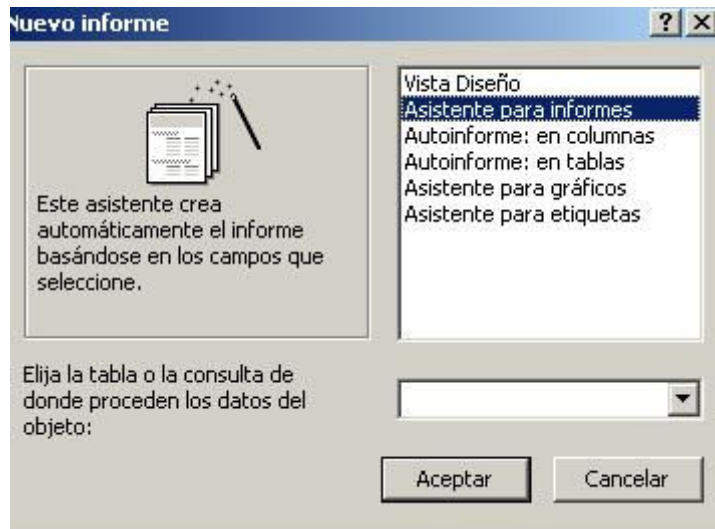 Nuevo informe
Vista Diseño
Asistente para informes
Autoinforme: en columnas
Autoinforme: en tablas
Asistente para gráficos
Asistente para etiquetas
Este asistente crea
automáticamente el informe
basándose en los campos que
seleccione.
Elija la tabla o la consulta de
donde proceden los datos del
objeto:
Aceptar
Cancelar